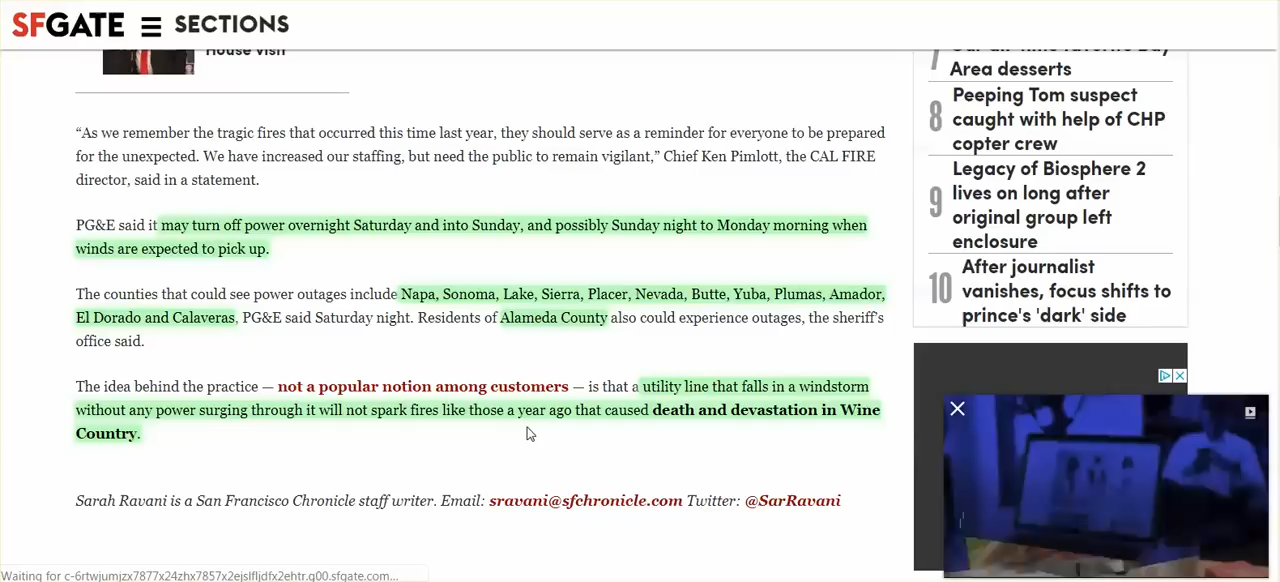 SFGATE ☰ SECTIONS
House visit
“As we remember the tragic fires that occurred this time last year, they should serve as a reminder for everyone to be prepared
for the unexpected. We have increased our staffing, but need the public to remain vigilant,” Chief Ken Pimlott, the CAL FIRE
director, said in a statement.
PG&E said it may turn off power overnight Saturday and into Sunday, and possibly Sunday night to Monday morning when
winds are expected to pick up.
The counties that could see power outages include Napa, Sonoma, Lake, Sierra, Placer, Nevada, Butte, Yuba, Plumas, Amador,
El Dorado and Calaveras, PG&E said Saturday night. Residents of Alameda County also could experience outages, the sheriff's
office said.
The idea behind the practice — not a popular notion among customers — is that a utility line that falls in a windstorm
without any power surging through it will not spark fires like those a year ago that caused death and devastation in Wine
Country.
Sarah Ravani is a San Francisco Chronicle staff writer. Email: sravani@sfchronicle.com Twitter: @SarRavani
7
Area desserts
8 Peeping Tom suspect
caught with help of CHP
copter crew
9 Legacy of Biosphere 2
lives on long after
original group left
enclosure
10 After journalist
vanishes, focus shifts to
prince's 'dark' side